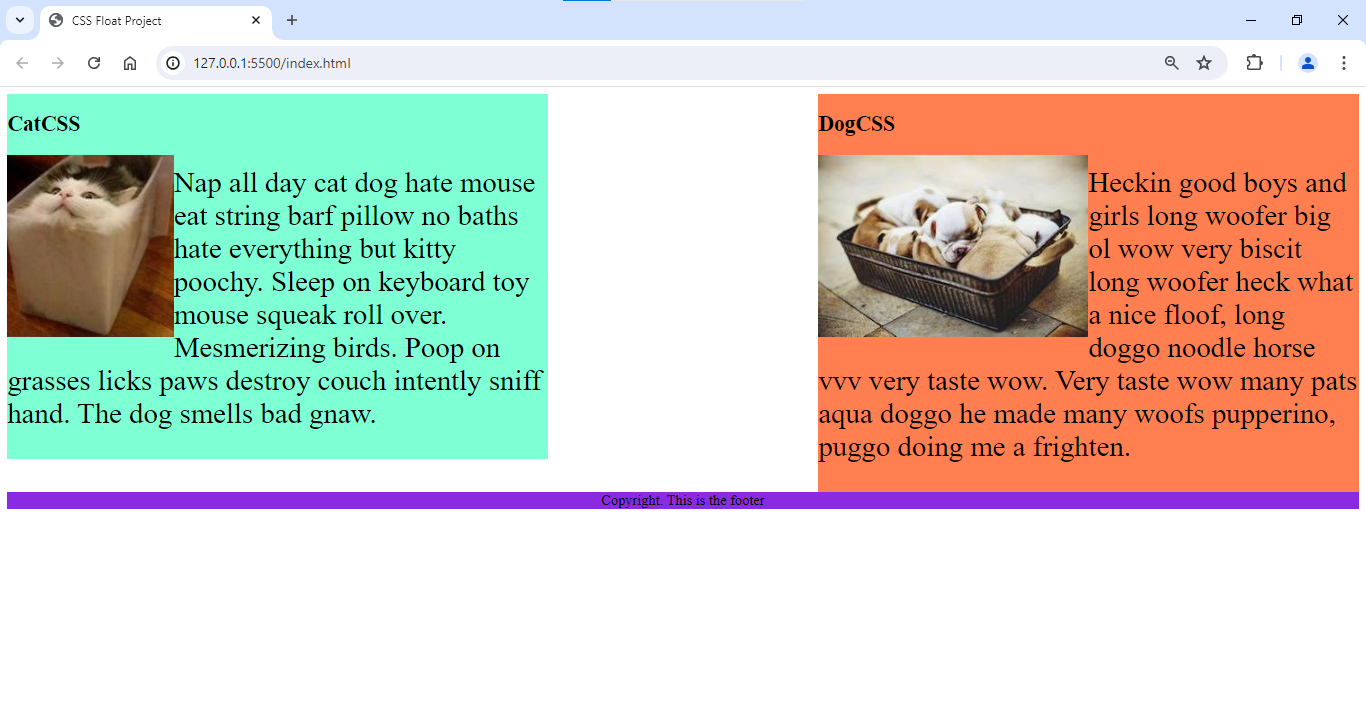 CSS Float Project
127.0.0.1:5500/index.html
CatCSS
Nap all day cat dog hate mouse
eat string barf pillow no baths
hate everything but kitty
poochy. Sleep on keyboard toy
mouse squeak roll over.
Mesmerizing birds. Poop on
grasses licks paws destroy couch intently sniff
hand. The dog smells bad gnaw.
DogCSS
Heckin good boys and
girls long woofer big
ol wow very biscit
long woofer heck what
a nice floof, long
doggo noodle horse
vvv very taste wow. Very taste wow many pats
aqua doggo he made many woofs pupperino,
puggo doing me a frighten.
Copyright. This is the footer